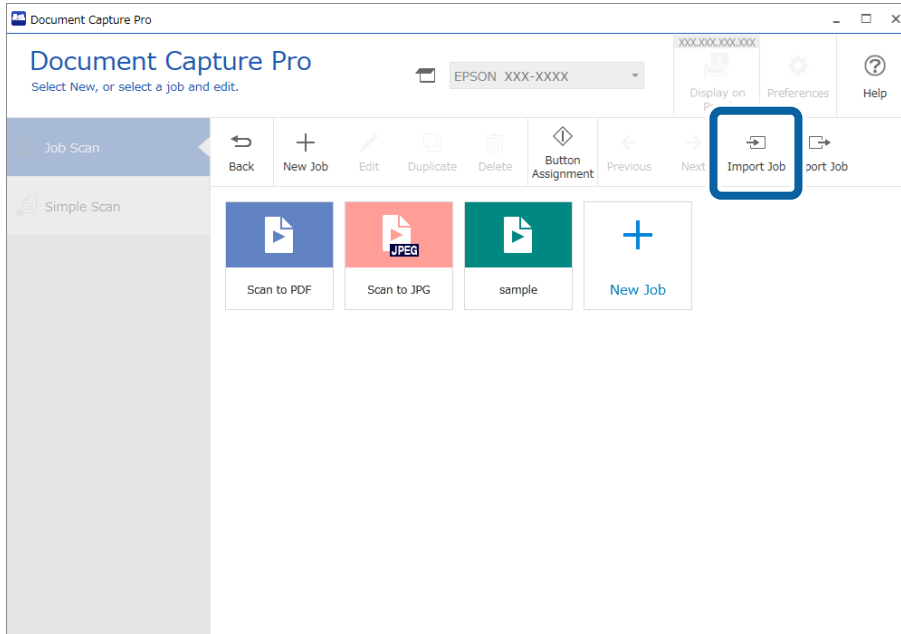 Document Capture Pro
Document Capture Pro
Select New, or select a job and edit.
EPSON XXX-XXXX
XXX.XXX.XXX.XXX
Display on
Preferences
Help
Job Scan
Simple Scan
Back
New Job
Edit
Duplicate
Delete
Button
Assignment
Previous
Next
Import Job
port Job
JPEG
Scan to PDF
Scan to JPG
sample
New Job